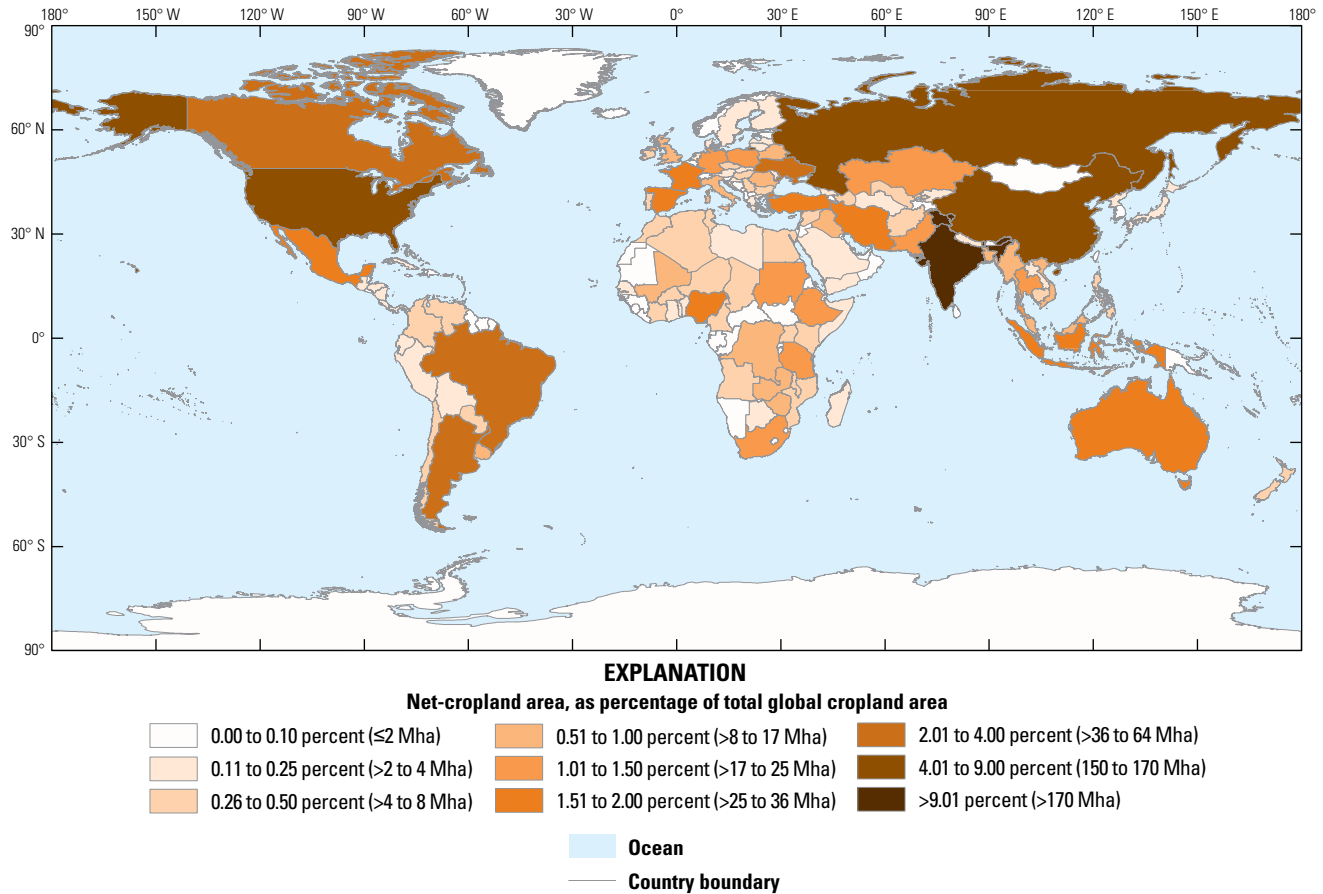 180° 150° W 120° W 90° W 60° W 30° W 0° 30° E 60° E 90° E 120° E 150° E 180°
90°
60° N
30° N
0°
30° S
60° S
90°
EXPLANATION
Net-cropland area, as percentage of total global cropland area
0.00 to 0.10 percent (≤2 Mha)
0.11 to 0.25 percent (>2 to 4 Mha)
0.26 to 0.50 percent (>4 to 8 Mha)
0.51 to 1.00 percent (>8 to 17 Mha)
1.01 to 1.50 percent (>17 to 25 Mha)
1.51 to 2.00 percent (>25 to 36 Mha)
2.01 to 4.00 percent (>36 to 64 Mha)
4.01 to 9.00 percent (150 to 170 Mha)
>9.01 percent (>170 Mha)
Ocean
Country boundary